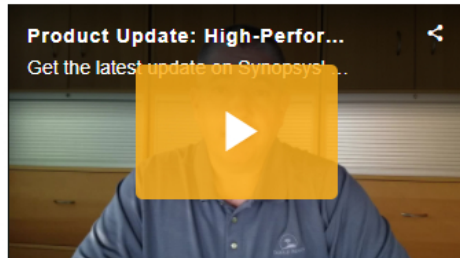 Product Update: High-Perfor...
Get the latest update on Synopsys' ...